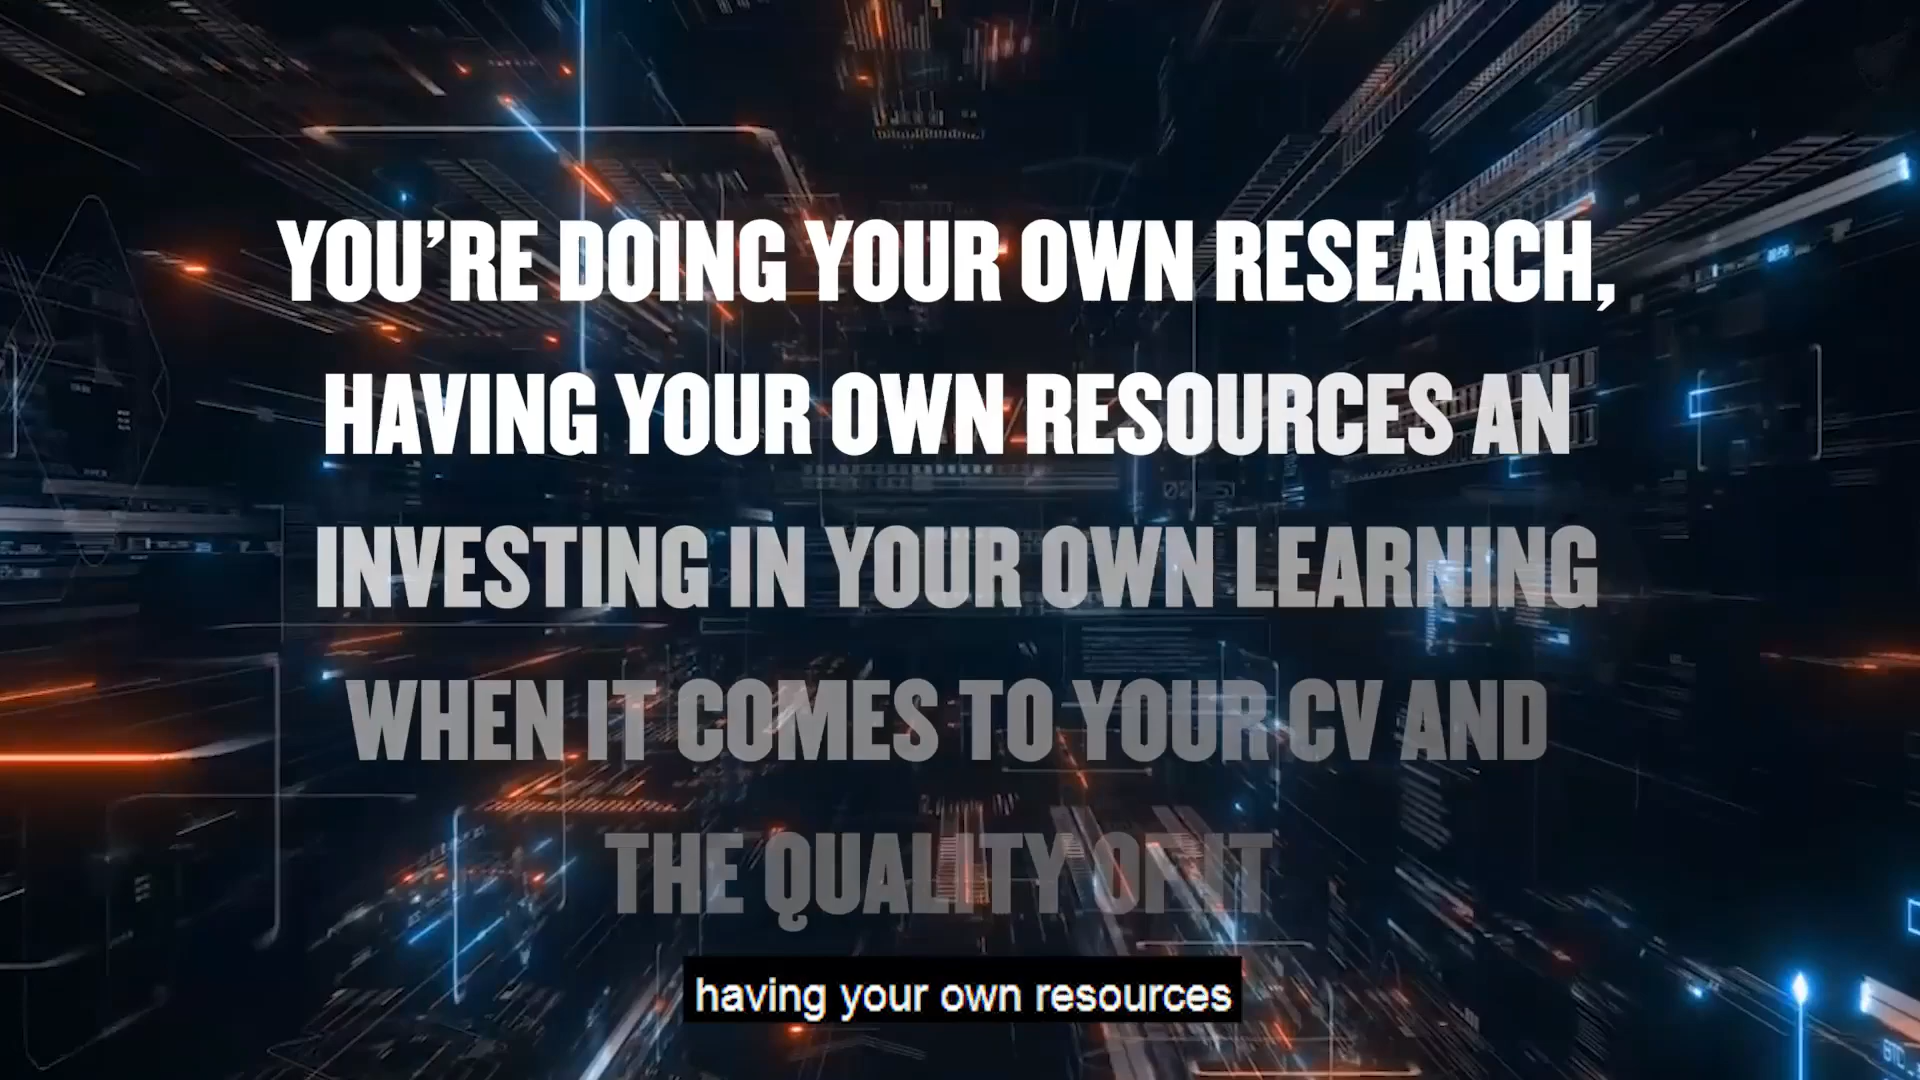 YOU’RE DOING YOUR OWN RESEARCH,
HAVING YOUR OWN RESOURCES AN
INVESTING IN YOUR OWN LEARNING
WHEN IT COMES TO YOUR CV AND
THE QUALITY OF IT
having your own resources